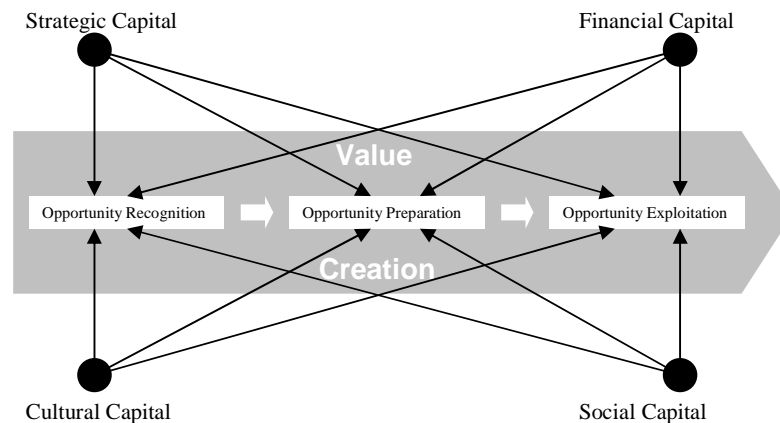 Strategic Capital
Financial Capital
Value
Opportunity Recognition
Opportunity Preparation
Opportunity Exploitation
Creation
Cultural Capital
Social Capital